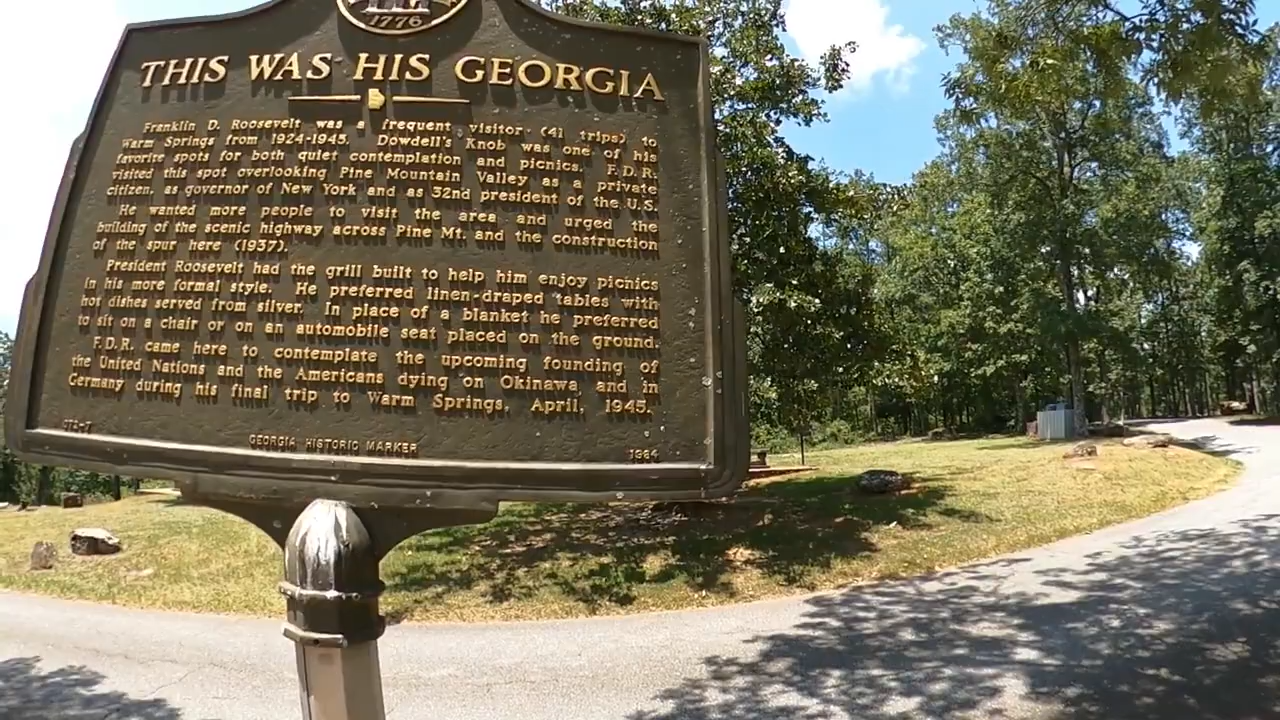 1776
THIS WAS HIS GEORGIA
Franklin D. Roosevelt was a frequent visitor (41 trips) to
Warm Springs from 1924-1945. Dowdell's Knob was one of his
favorite spots for both quiet contemplation and picnics. F.D.R.
visited this spot overlooking Pine Mountain Valley as a private
citizen, as governor of New York and as 32nd president of the U.S.
He wanted more people to visit the area and urged the
building of the scenic highway across Pine Mt. and the construction
of the spur here (1937).
President Roosevelt had the grill built to help him enjoy picnics
in his more formal style. He preferred linen-draped tables with
hot dishes served from silver. In place of a blanket he preferred
to sit on a chair or on an automobile seat placed on the ground.
F.D.R. came here to contemplate the upcoming founding of
the United Nations and the Americans dying on Okinawa and in
Germany during his final trip to Warm Springs, April, 1945.
GEORGIA HISTORIC MARKER
1984